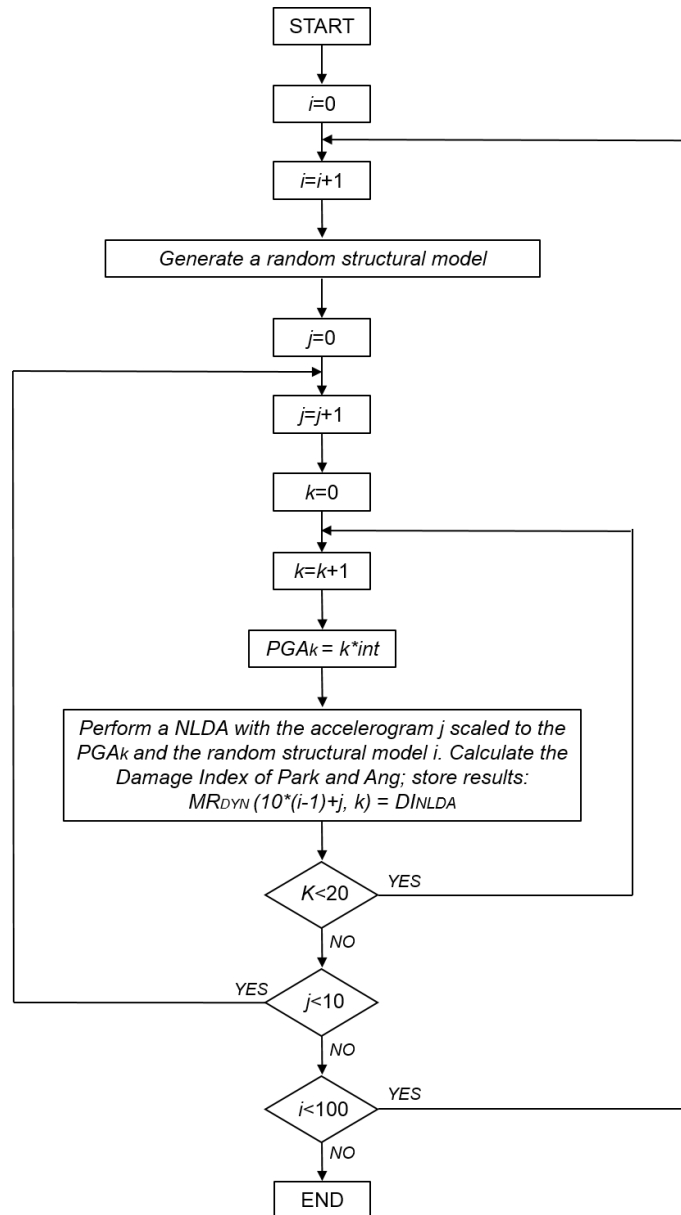 START
i=0
i=i+1
Generate a random structural model
j=0
j=j+1
k=0
k=k+1
PGAk = k*int
Perform a NLDA with the accelerogram j scaled to the
PGAk and the random structural model i. Calculate the
Damage Index of Park and Ang; store results:
MRDYN (10*(i-1)+j, k) = DINLDA
K<20
YES
NO
YES
j<10
NO
i<100
YES
NO
END